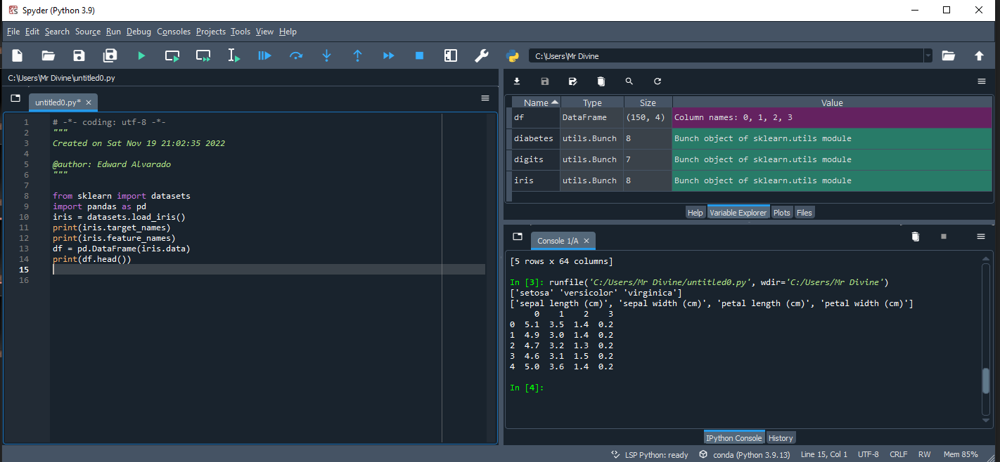 Spyder (Python 3.9)
File Edit Search Source Run Debug Consoles Projects Tools View Help
C:\Users\Mr Divine
C:\Users\Mr Divine\untitled0.py
untitled0.py*
1 # -*- coding: utf-8 -*-
2 """
3 Created on Sat Nov 19 21:02:35 2022
4
5 @author: Edward Alvarado
6 """
7
8 from sklearn import datasets
9 import pandas as pd
10 iris = datasets.load_iris()
11 print(iris.target_names)
12 print(iris.feature_names)
13 df = pd.DataFrame(iris.data)
14 print(df.head())
15
16
Name Type Size Value
df DataFrame (150, 4) Column names: 0, 1, 2, 3
diabetes utils.Bunch 8 Bunch object of sklearn.utils module
digits utils.Bunch 7 Bunch object of sklearn.utils module
iris utils.Bunch 8 Bunch object of sklearn.utils module
Help Variable Explorer Plots Files
Console 1/A
[5 rows x 64 columns]
In [3]: runfile('C:/Users/Mr Divine/untitled0.py', wdir='C:/Users/Mr Divine')
['setosa' 'versicolor' 'virginica']
['sepal length (cm)', 'sepal width (cm)', 'petal length (cm)', 'petal width (cm)']
0 1 2 3
0 5.1 3.5 1.4 0.2
1 4.9 3.0 1.4 0.2
2 4.7 3.2 1.3 0.2
3 4.6 3.1 1.5 0.2
4 5.0 3.6 1.4 0.2
In [4]:
IPython Console History
LSP Python: ready conda (Python 3.9.13) Line 15, Col 1 UTF-8 CRLF RW Mem 85%